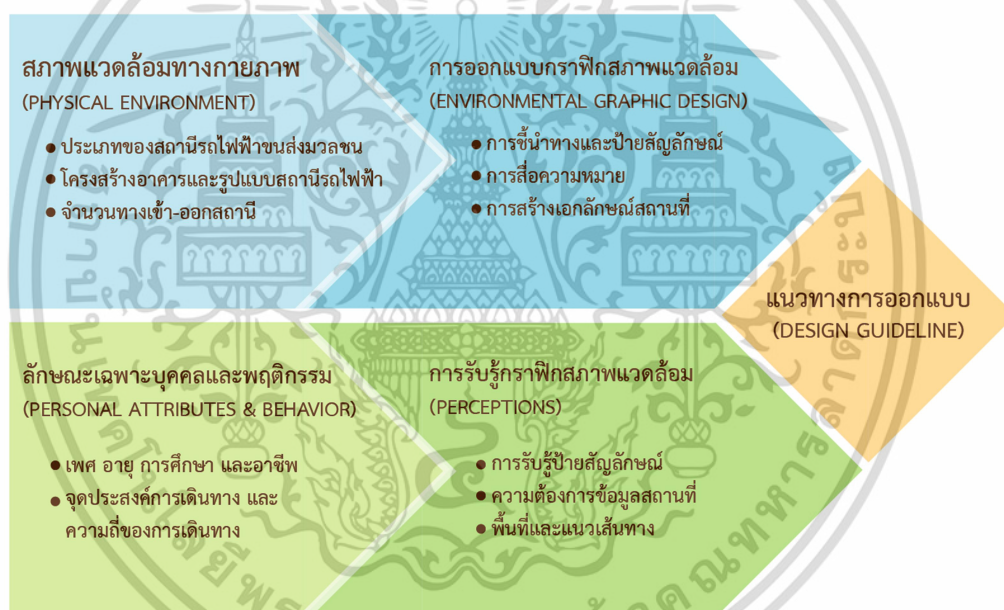 สภาพแวดล้อมทางกายภาพ
(PHYSICAL ENVIRONMENT)
● ประเภทของสถานีรถไฟฟ้าขนส่งมวลชน
● โครงสร้างอาคารและรูปแบบสถานีรถไฟฟ้า
● จำนวนทางเข้า-ออกสถานี
การออกแบบกราฟิกสภาพแวดล้อม
(ENVIRONMENTAL GRAPHIC DESIGN)
● การชี้นำทางและป้ายสัญลักษณ์
● การสื่อความหมาย
● การสร้างเอกลักษณ์สถานที่
แนวทางการออกแบบ
(DESIGN GUIDELINE)
ลักษณะเฉพาะบุคคลและพฤติกรรม
(PERSONAL ATTRIBUTES & BEHAVIOR)
● เพศ อายุ การศึกษา และอาชีพ
● จุดประสงค์การเดินทาง และ
ความถี่ของการเดินทาง
การรับรู้กราฟิกสภาพแวดล้อม
(PERCEPTIONS)
● การรับรู้ป้ายสัญลักษณ์
● ความต้องการข้อมูลสถานที่
● พื้นที่และแนวเส้นทาง